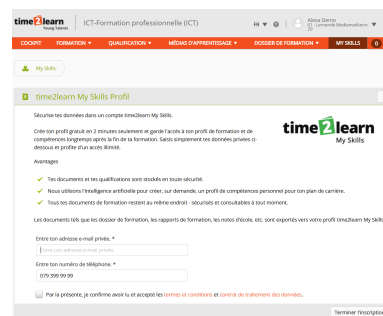 time2learn
Young Talents
ICT-Formation professionnelle (ICT)
FR
Alexa Demo
COCKPIT FORMATION QUALIFICATION MÉDIAS D'APPRENTISSAGE DOSSIER DE FORMATION MY SKILLS 0
My Skills
time2learn My Skills Profil
Sécurise tes données dans un compte time2learn My Skills.
Crée ton profil gratuit en 2 minutes seulement et garde l'accès à ton profil de formation et de
compétences longtemps après la fin de ta formation. Saisis simplement tes données privées ci-
dessous et profite d'un accès illimité.
time2learn
My Skills
Avantages
Tes documents et tes qualifications sont stockés en toute sécurité.
Nous utilisons l'intelligence artificielle pour créer, sur demande, un profil de compétences personnel pour ton plan de carrière.
Tous tes documents de formation restent au même endroit - sécurisés et consultables à tout moment.
Les documents tels que les dossier de formation, les rapports de formation, les notes d'école, etc. sont exportés vers votre profil time2learn My Skills
Entre ton adresse e-mail privée. *
Entre ton adresse e-mail privée.
Entre ton numéro de téléphone. *
079 399 99 99
Par la présente, je confirme avoir lu et accepté les termes et conditions et contrat de traitement des données.
Terminer l'inscription